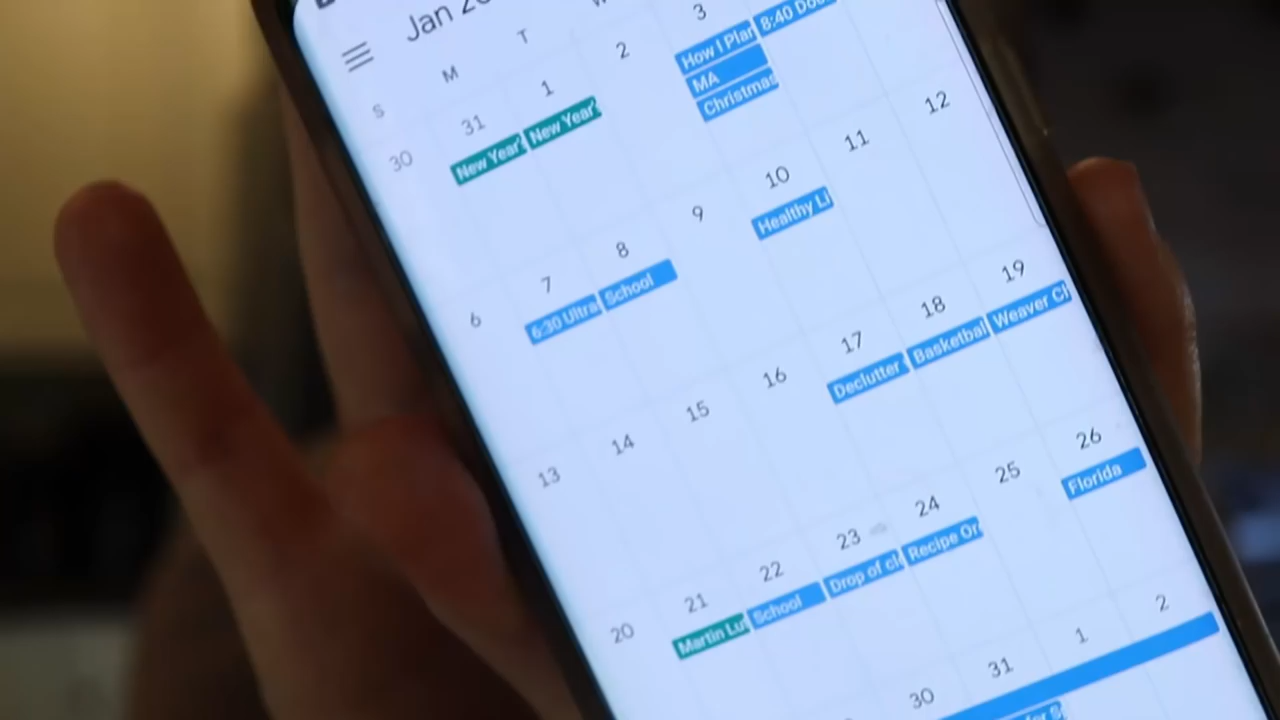 Jan
S M T
30 31 1 2 3
New Year' New Year' How I Plan 8:40 Do
MA
Christmas
6 7 8 9 10 11 12
6:30 Ultra School Healthy Li
13 14 15 16 17 18 19
Declutter Basketbal Weaver Cl
20 21 22 23 24 25 26
Martin Lut School Drop of cl Recipe Or Florida
30 31 1 2